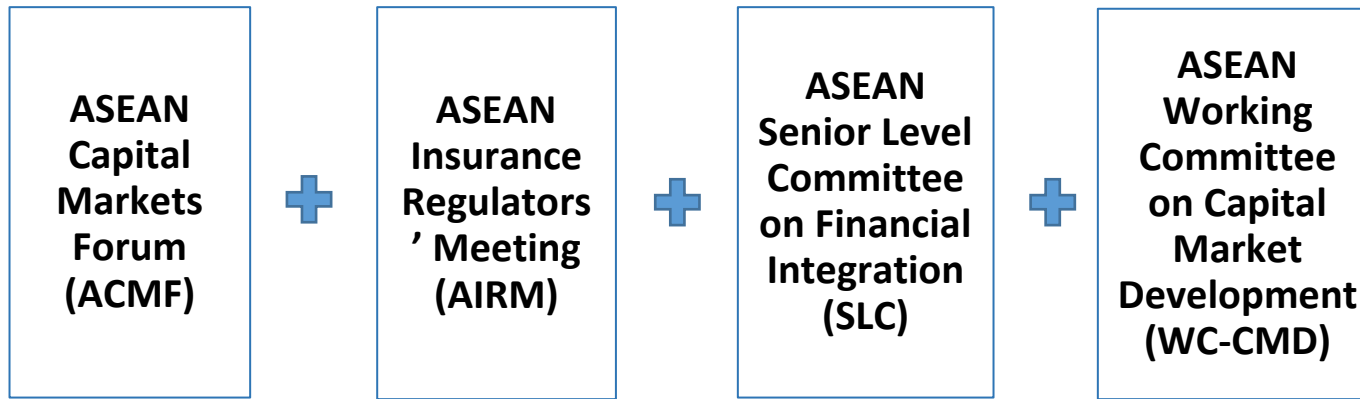 ASEAN
Capital
Markets
Forum
(ACMF)
ASEAN
Insurance
Regulators
’ Meeting
(AIRM)
ASEAN
Senior Level
Committee
on Financial
Integration
(SLC)
ASEAN
Working
Committee
on Capital
Market
Development
(WC-CMD)